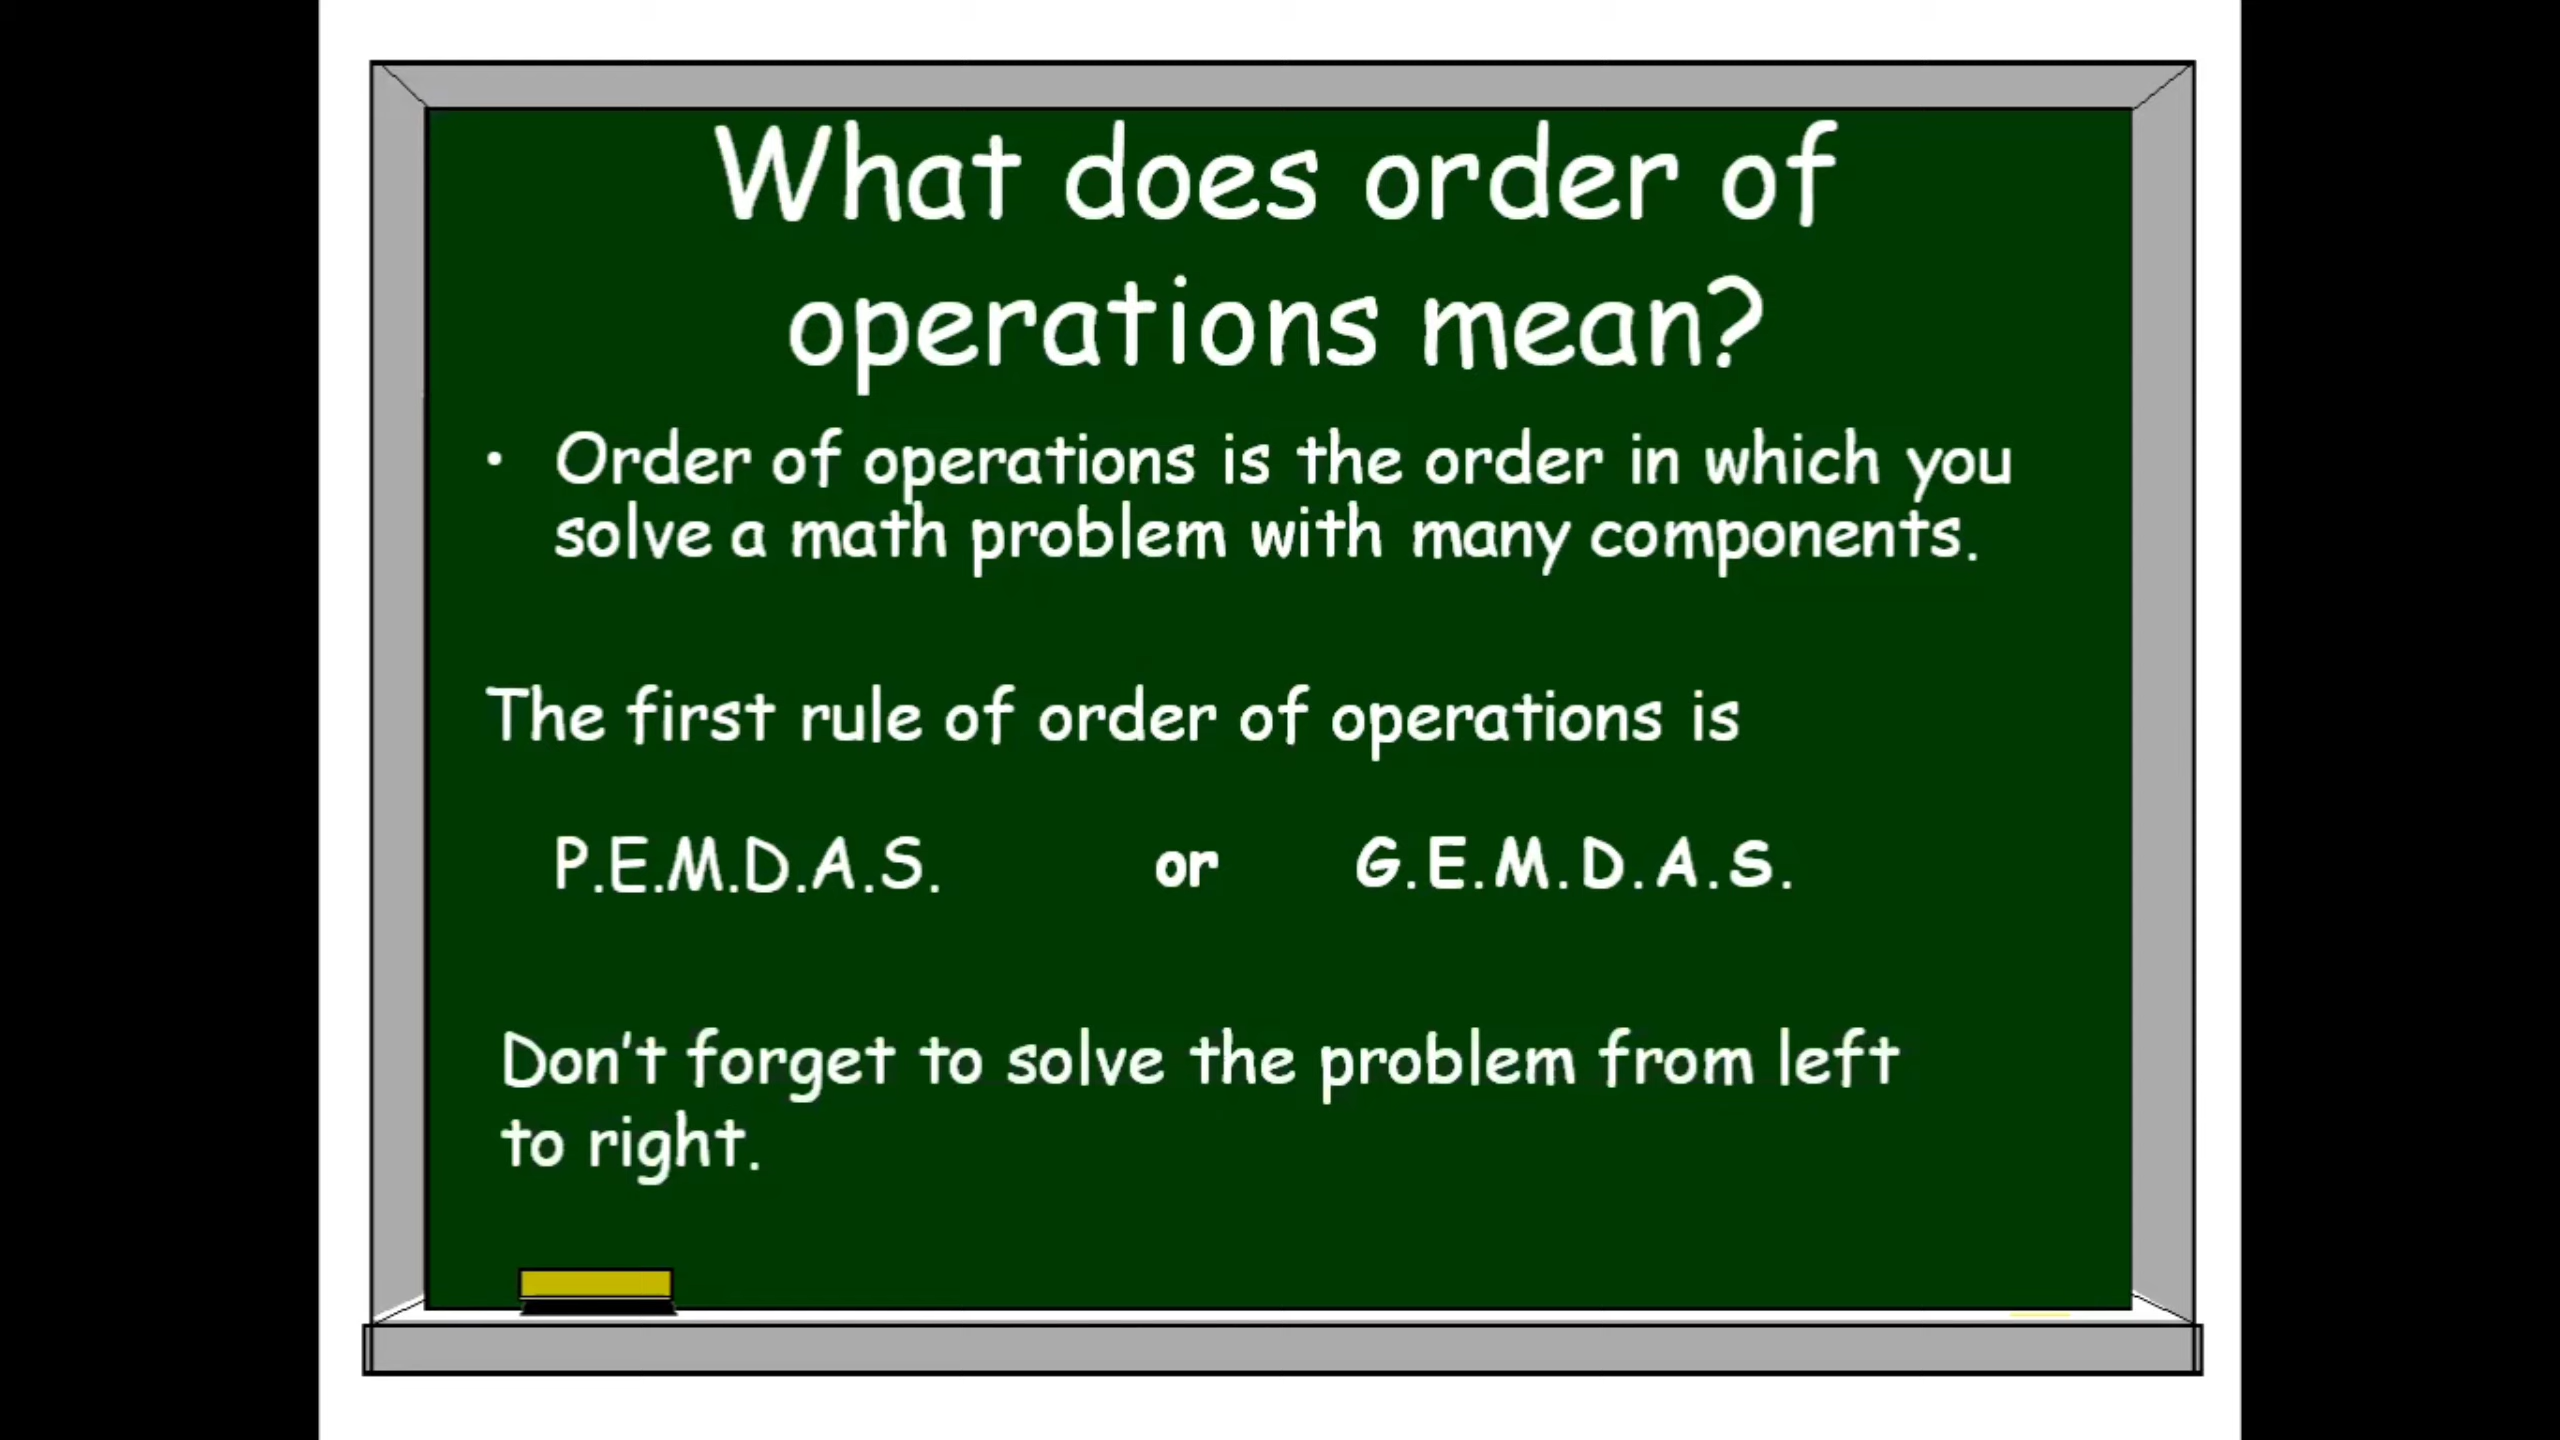 What does order of
operations mean?
• Order of operations is the order in which you
solve a math problem with many components.
The first rule of order of operations is
P.E.M.D.A.S. or G.E.M.D.A.S.
Don't forget to solve the problem from left
to right.